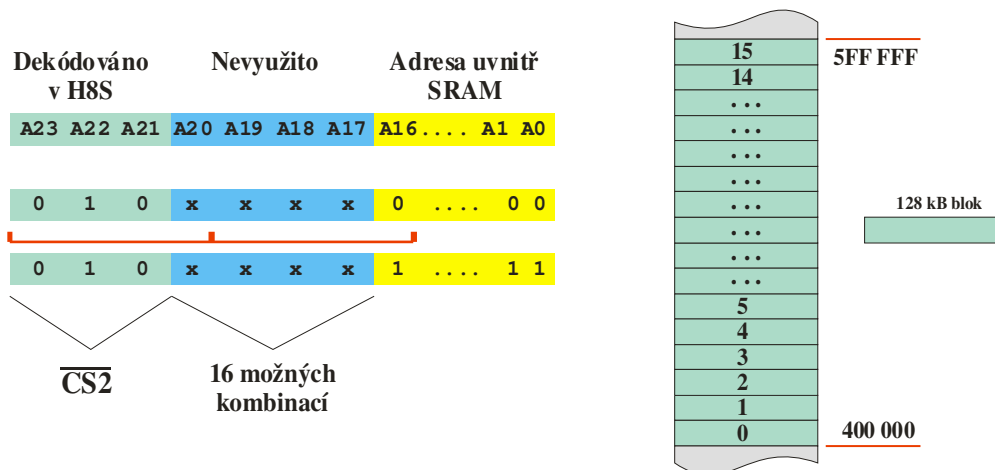 Dekódováno
v H8S
Nevyužito
Adresa uvnitř
SRAM
A23 A22 A21 A20 A19 A18 A17 A16.... A1 A0
0 1 0 x x x x 0 .... 0 0
0 1 0 x x x x 1 .... 1 1
CS2
16 možných
kombinací
15
14
...
...
...
...
...
...
...
...
5
4
3
2
1
0
5FF FFF
400 000
128 kB blok